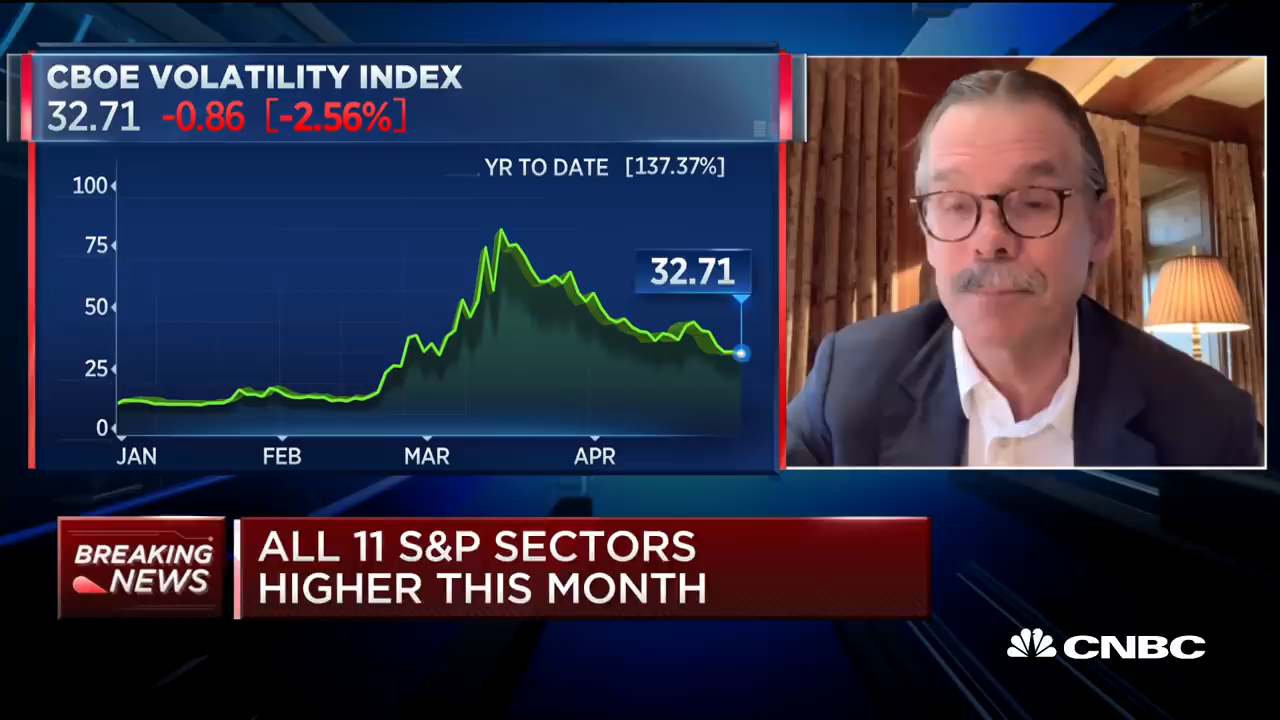 CBOE VOLATILITY INDEX
32.71 -0.86 [-2.56%]
YR TO DATE [137.37%]
100
75
50
25
0
32.71
JAN FEB MAR APR
BREAKING
NEWS
ALL 11 S&P SECTORS
HIGHER THIS MONTH
CNBC